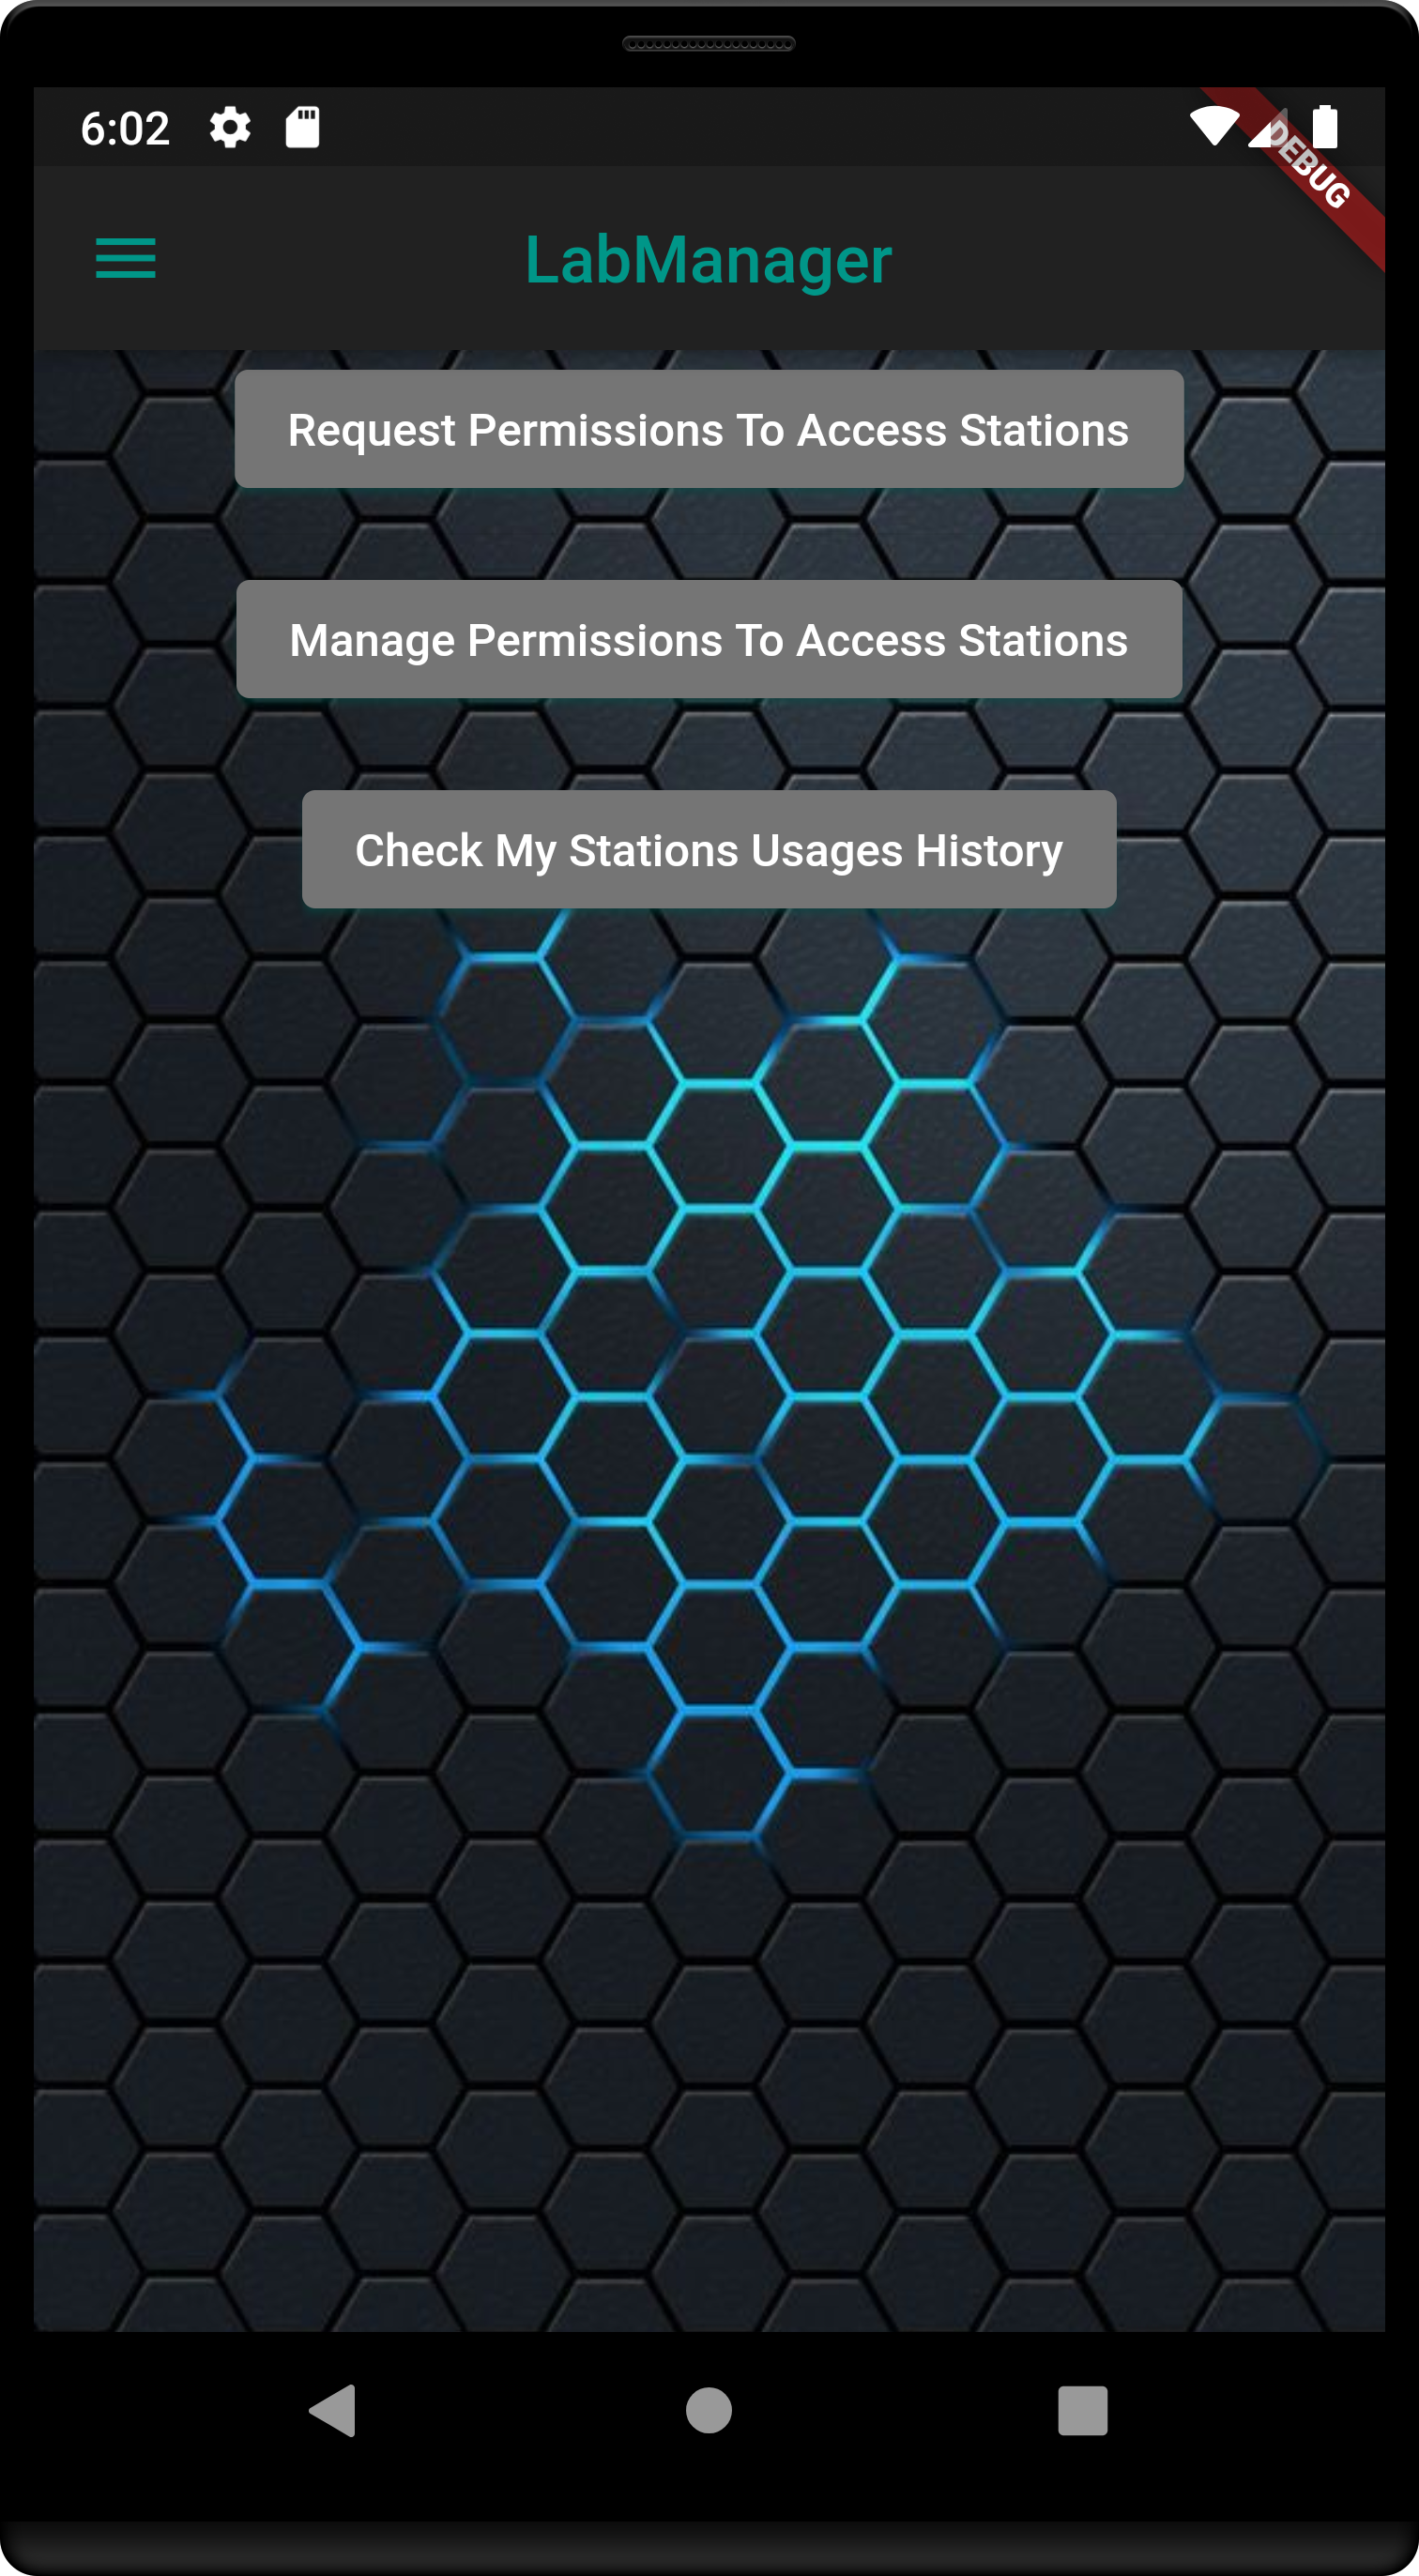 6:02
DEBUG
LabManager
Request Permissions To Access Stations
Manage Permissions To Access Stations
Check My Stations Usages History